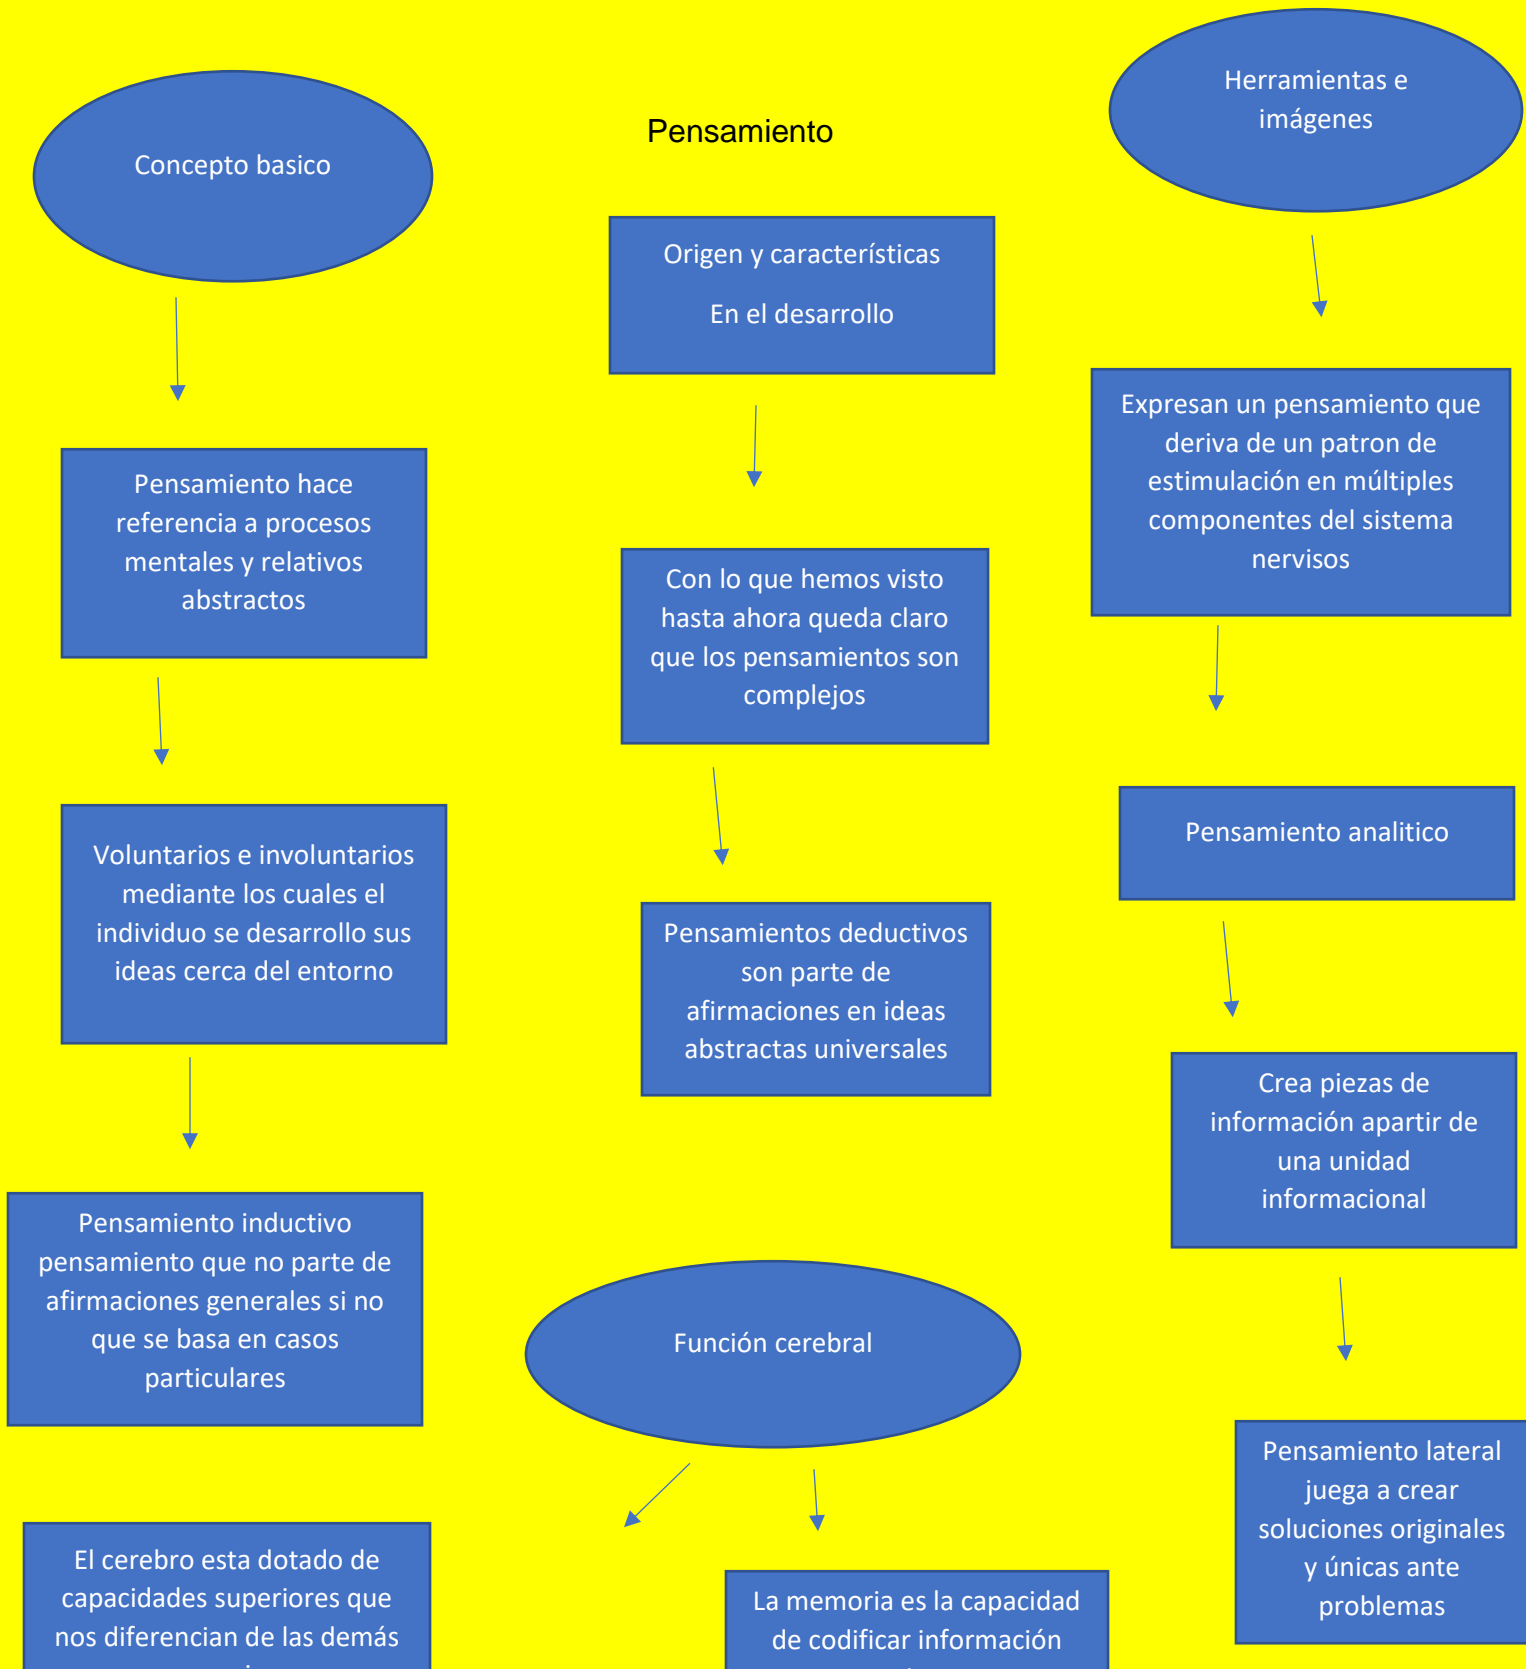 Pensamiento
Concepto basico
Pensamiento hace
referencia a procesos
mentales y relativos
abstractos
Voluntarios e involuntarios
mediante los cuales el
individuo se desarrollo sus
ideas cerca del entorno
Pensamiento inductivo
pensamiento que no parte de
afirmaciones generales si no
que se basa en casos
particulares
Origen y características
En el desarrollo
Con lo que hemos visto
hasta ahora queda claro
que los pensamientos son
complejos
Pensamientos deductivos
son parte de
afirmaciones en ideas
abstractas universales
Herramientas e
imágenes
Expresan un pensamiento que
deriva de un patron de
estimulación en múltiples
componentes del sistema
nervisos
Pensamiento analitico
Crea piezas de
información apartir de
una unidad
informacional
Pensamiento lateral
juega a crear
soluciones originales
y únicas ante
problemas
Función cerebral
El cerebro esta dotado de
capacidades superiores que
nos diferencian de las demás
La memoria es la capacidad
de codificar información